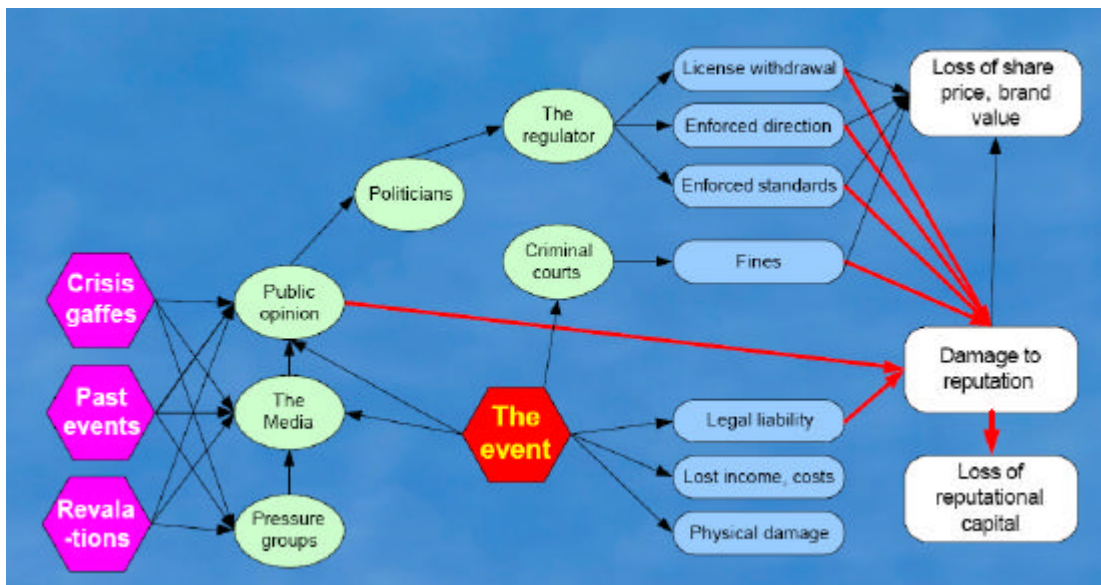 License withdrawal
Loss of share
price, brand
value
The
regulator
Enforced direction
Politicians
Enforced standards
Criminal
courts
Fines
Crisis
gaffes
Public
opinion
Damage to
reputation
Past
events
The
Media
The
event
Legal liability
Lost income, costs
Loss of
reputational
capital
Revala
-tions
Pressure
groups
Physical damage